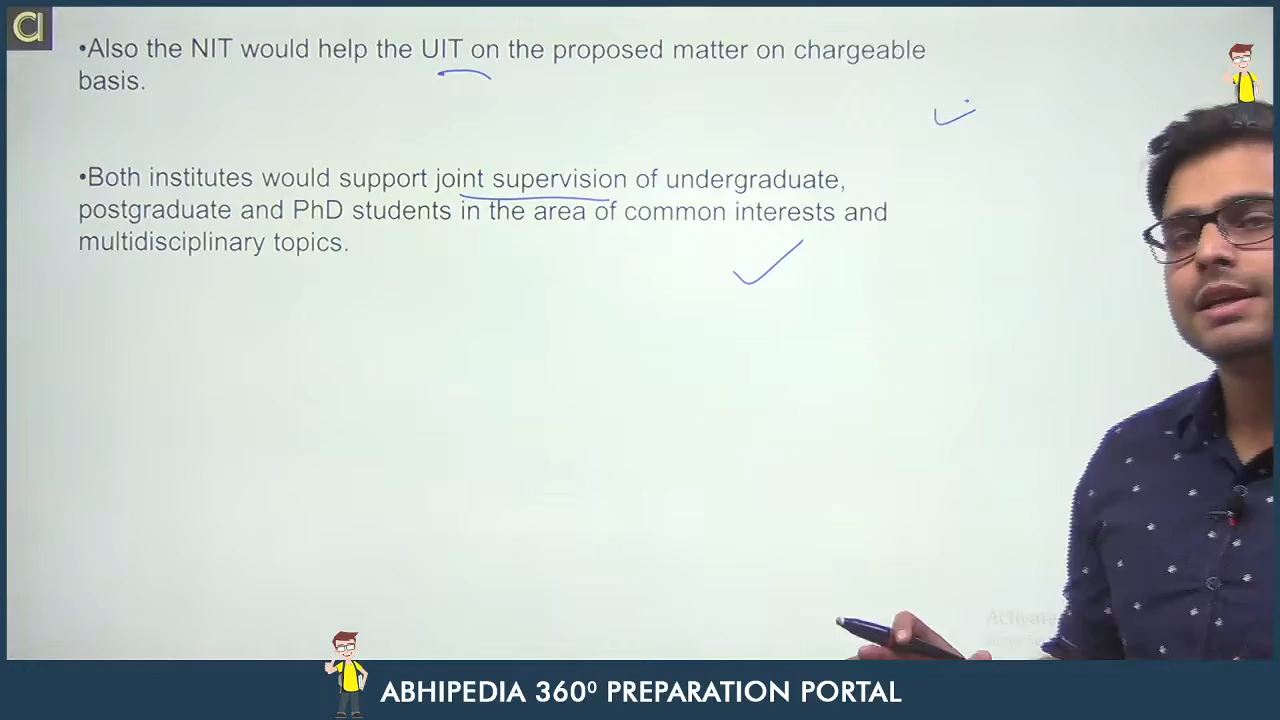 a
•Also the NIT would help the UIT on the proposed matter on chargeable
basis.
•Both institutes would support joint supervision of undergraduate,
postgraduate and PhD students in the area of common interests and
multidisciplinary topics.
Activate
ABHIPEDIA 360⁰ PREPARATION PORTAL